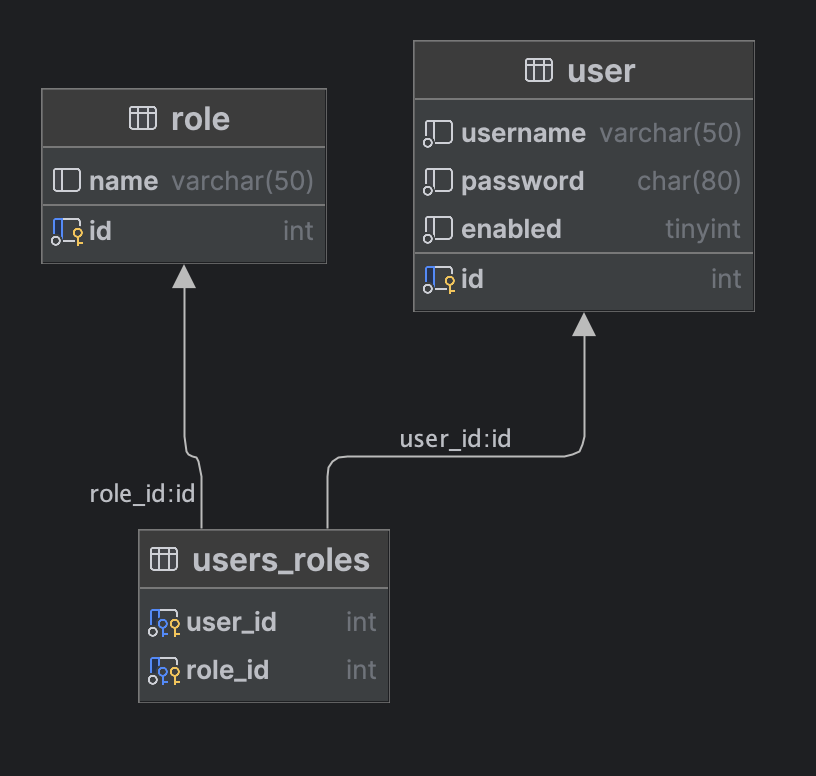 role
name varchar(50)
id int
user
username varchar(50)
password char(80)
enabled tinyint
id int
user_id:id
role_id:id
users_roles
user_id int
role_id int